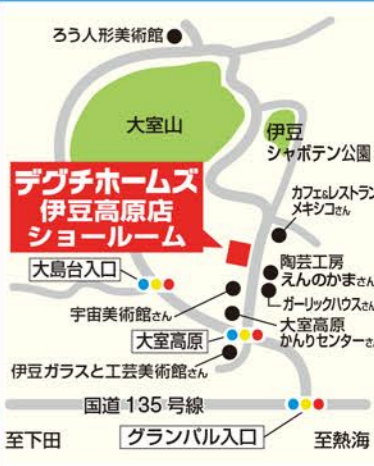 ろう人形美術館
大室山
伊豆
シャボテン公園
デグチホームズ
伊豆高原店
ショールーム
カフェ&レストラン
メキシコさん
大島台入口
陶芸工房
えんのかまさん
ガーリックハウスさん
宇宙美術館さん
大室高原
大室高原
かんりセンターさん
伊豆ガラスと工芸美術館さん
国道135号線
至下田
グランパル入口
至熱海